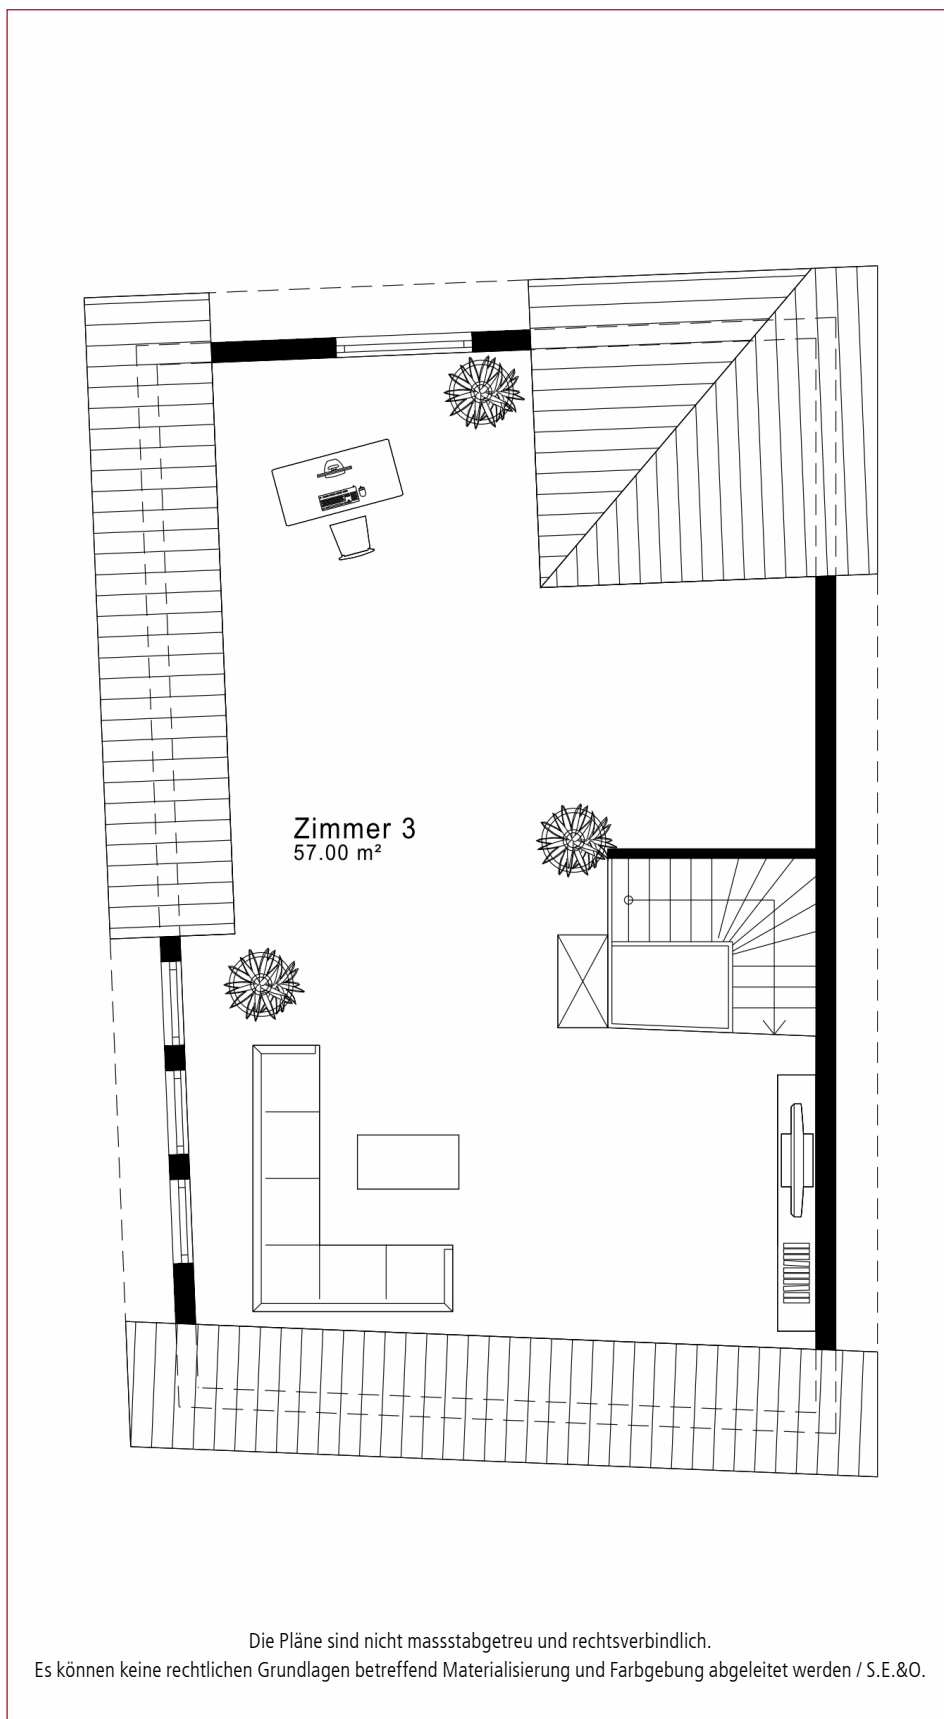 Zimmer 3
57.00 m²
Die Pläne sind nicht massstabgetreu und rechtsverbindlich.
Es können keine rechtlichen Grundlagen betreffend Materialisierung und Farbgebung abgeleitet werden / S.E.&O.